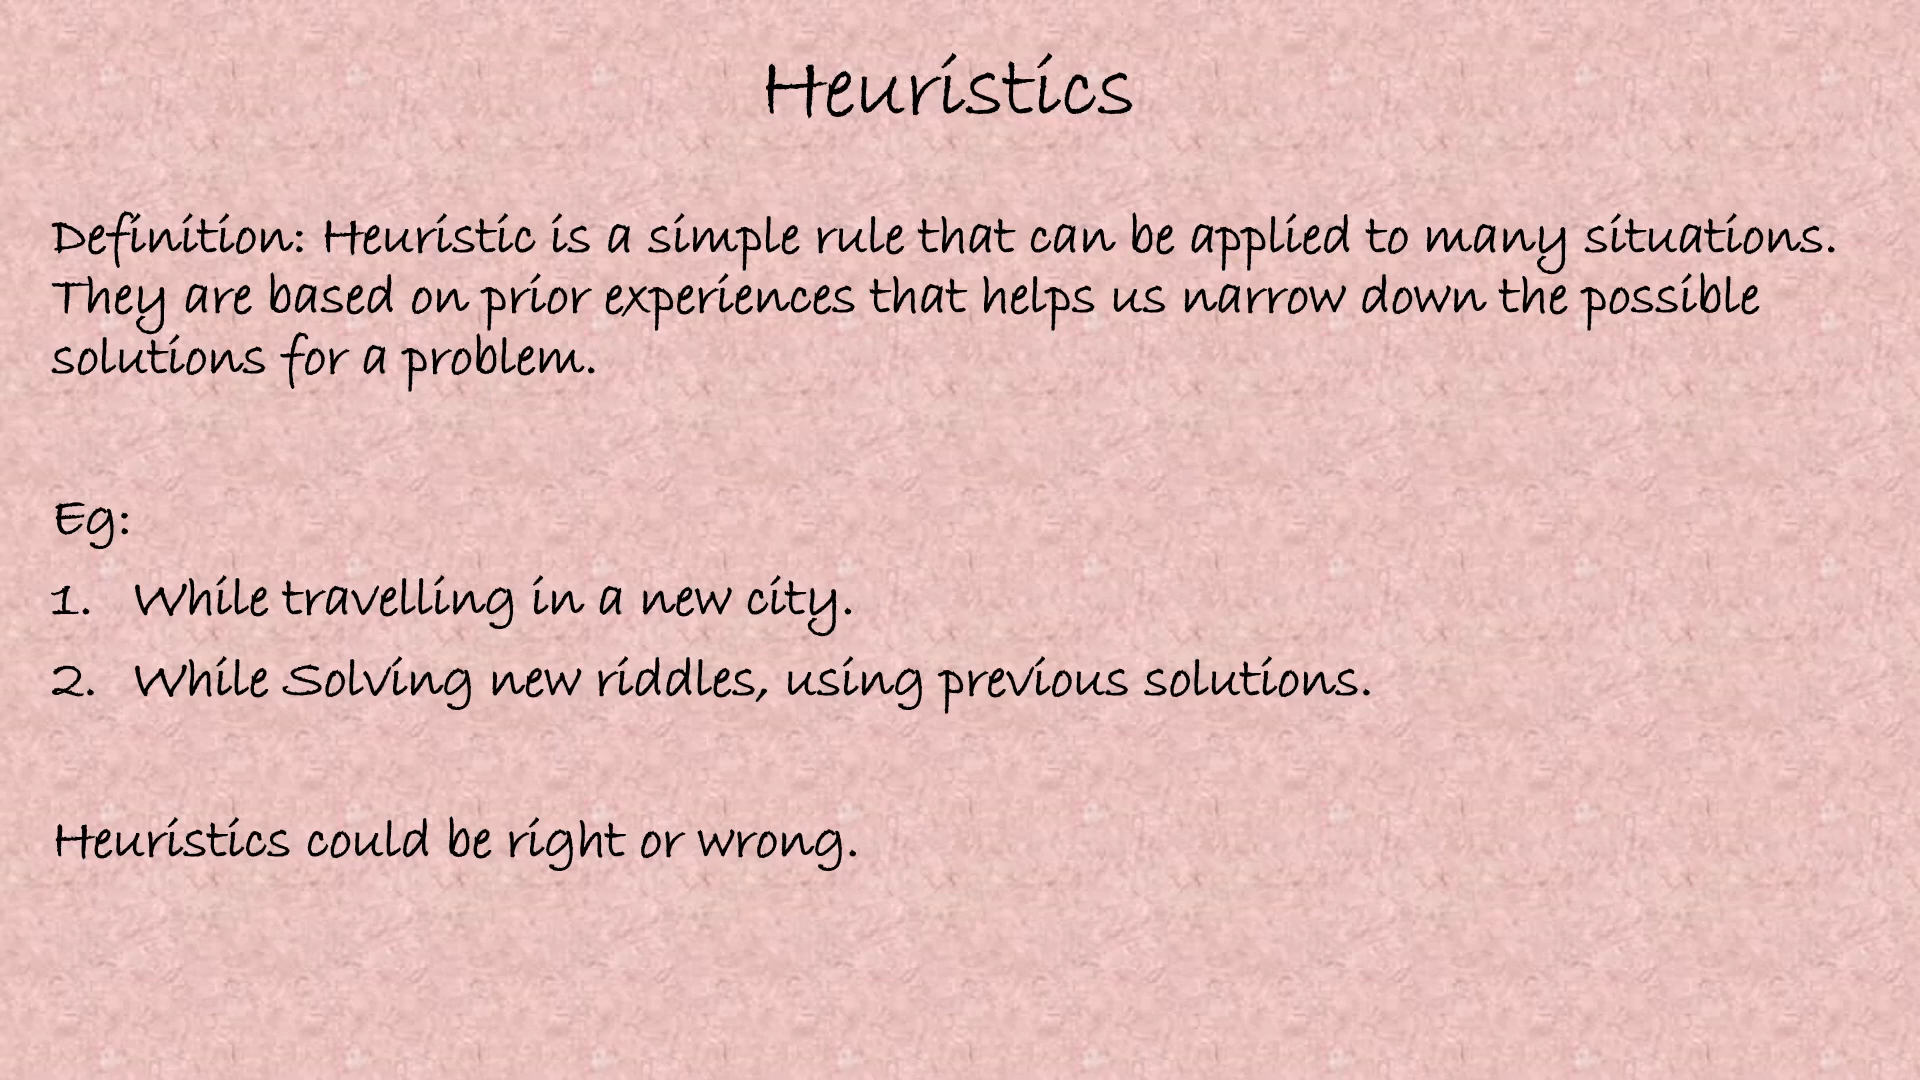 Heuristics
Definition: Heuristic is a simple rule that can be applied to many situations.
They are based on prior experiences that helps us narrow down the possible
solutions for a problem.
Eg:
1. While travelling in a new city.
2. While Solving new riddles, using previous solutions.
Heuristics could be right or wrong.